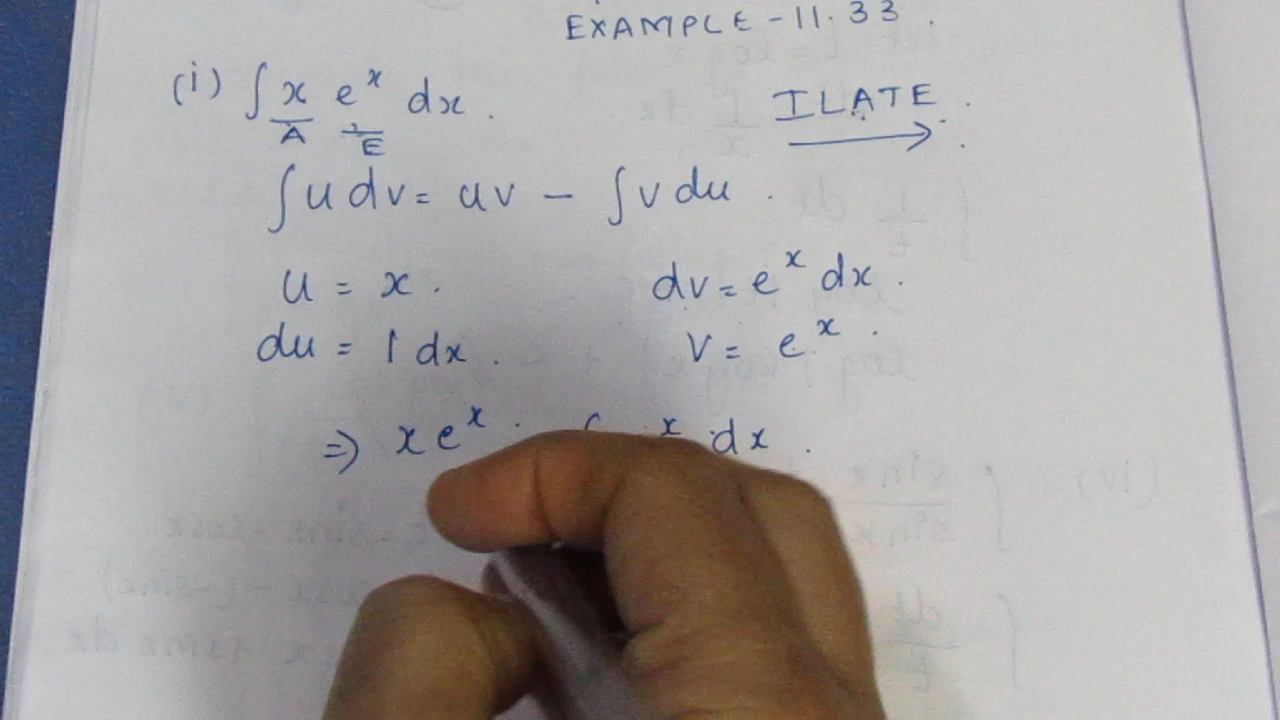 EXAMPLE - 11.33.
(i) ∫ x e^x dx.
A E
ILATE.
∫ u dv = uv - ∫ v du.
u = x. dv = e^x dx.
du = 1 dx. v = e^x.
⇒ x e^x ∫ x dx.